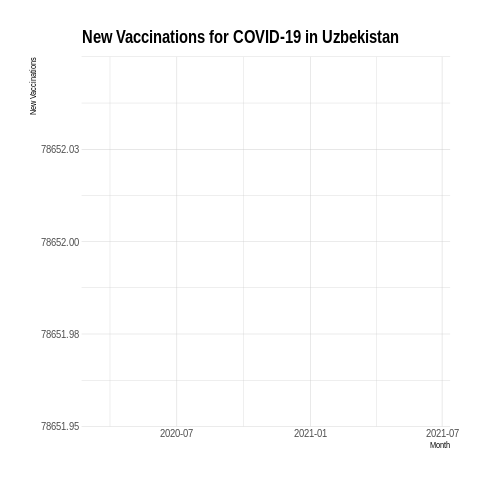 New Vaccinations for COVID-19 in Uzbekistan
New Vaccinations
78652.03
78652.00
78651.98
78651.95
2020-07
2021-01
2021-07
Month